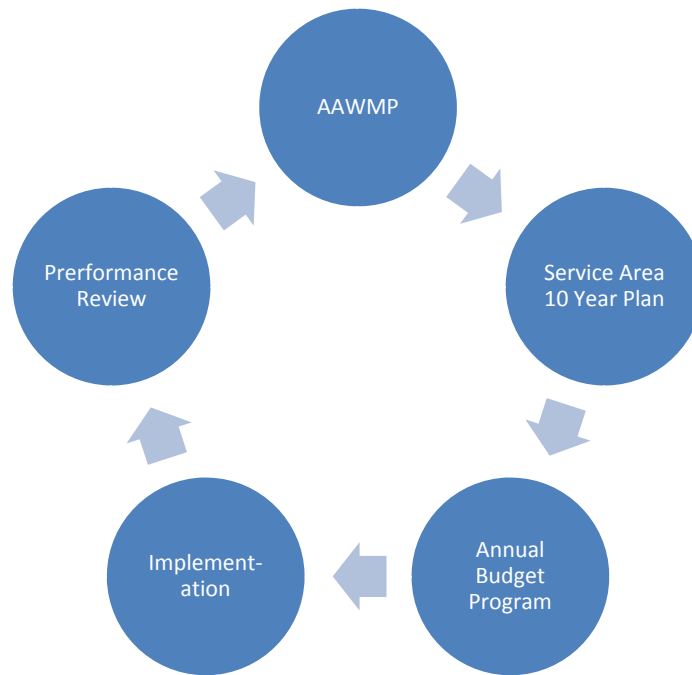 AAWMP
Service Area
10 Year Plan
Annual
Budget
Program
Implement-
ation
Prerformance
Review